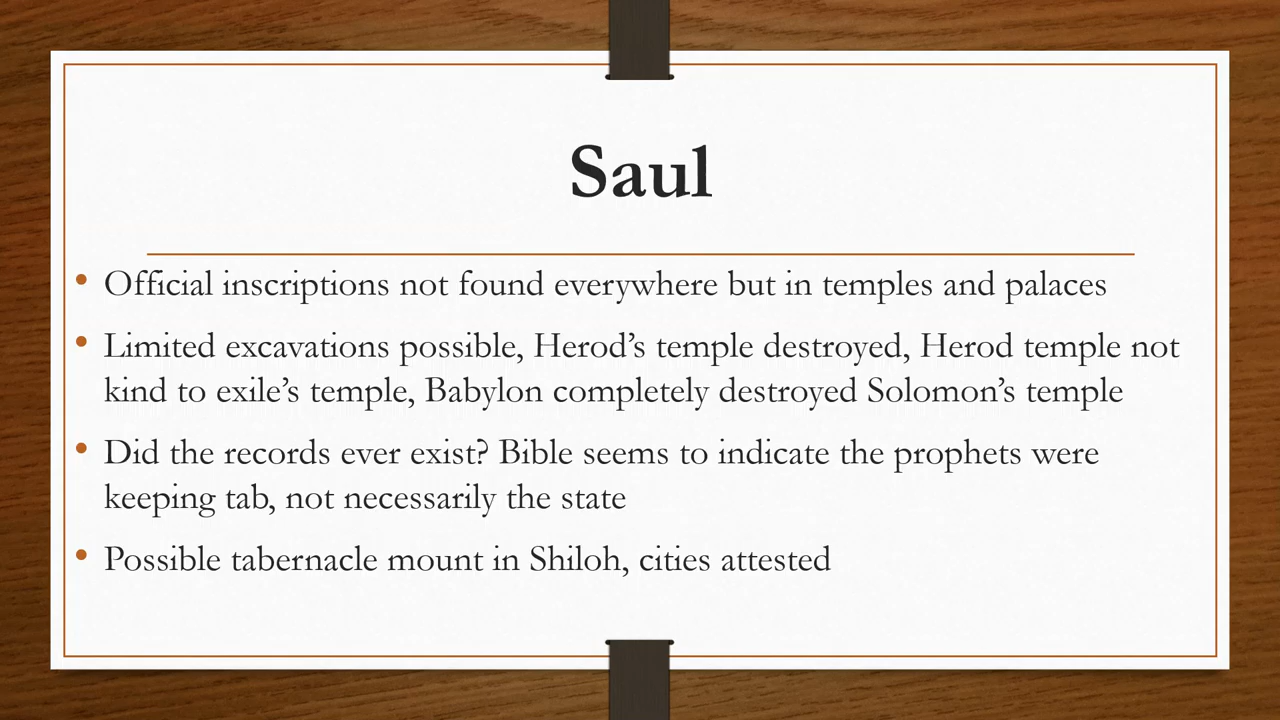 Saul
• Official inscriptions not found everywhere but in temples and palaces
• Limited excavations possible, Herod’s temple destroyed, Herod temple not
kind to exile’s temple, Babylon completely destroyed Solomon’s temple
• Did the records ever exist? Bible seems to indicate the prophets were
keeping tab, not necessarily the state
• Possible tabernacle mount in Shiloh, cities attested